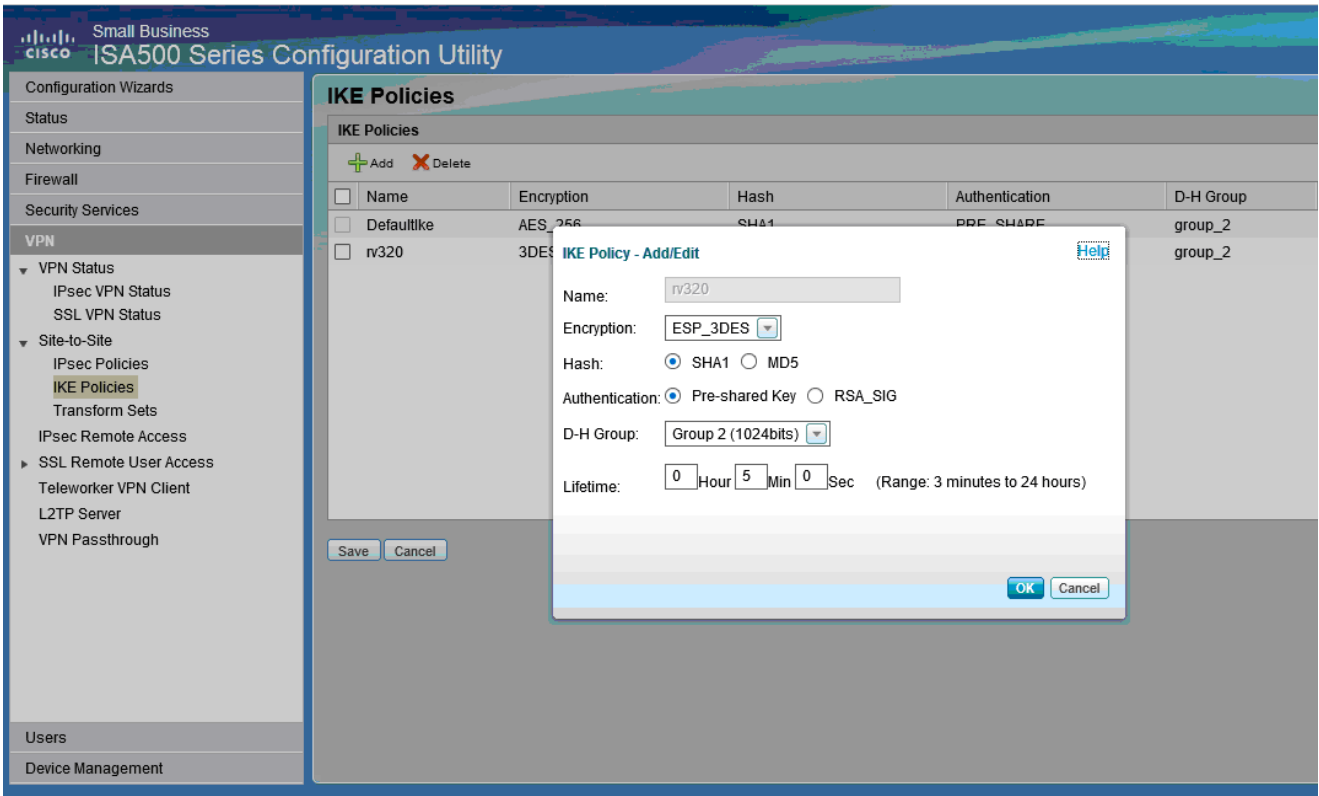 Small Business
CISCO ISA500 Series Configuration Utility
Configuration Wizards
Status
Networking
Firewall
Security Services
VPN
VPN Status
IPsec VPN Status
SSL VPN Status
Site-to-Site
IPsec Policies
IKE Policies
Transform Sets
IPsec Remote Access
SSL Remote User Access
Teleworker VPN Client
L2TP Server
VPN Passthrough
Users
Device Management
IKE Policies
IKE Policies
Add Delete
Name Encryption Hash Authentication D-H Group
DefaultIke AES_256 SHA1 PRE_SHARE group_2
rv320 3DES group_2
IKE Policy - Add/Edit Help
Name: rv320
Encryption: ESP_3DES
Hash: SHA1 MD5
Authentication: Pre-shared Key RSA_SIG
D-H Group: Group 2 (1024bits)
Lifetime: 0 Hour 5 Min 0 Sec (Range: 3 minutes to 24 hours)
OK Cancel
Save Cancel